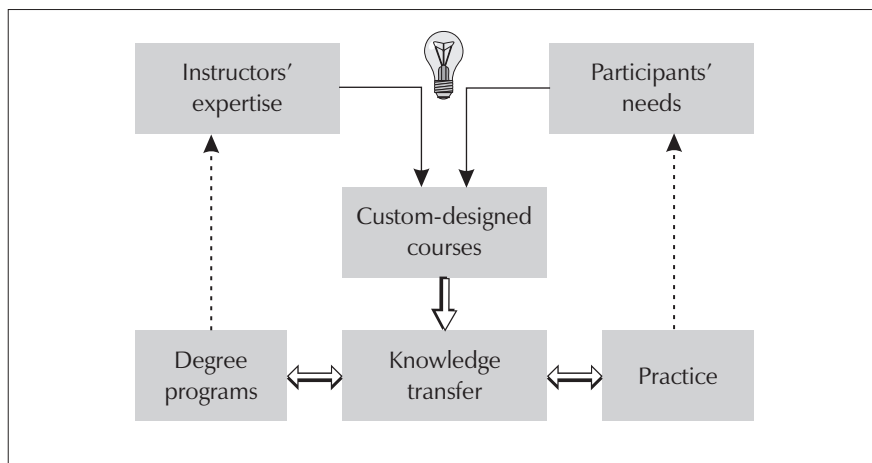 Instructors’
expertise
Participants’
needs
Custom-designed
courses
Degree
programs
Knowledge
transfer
Practice